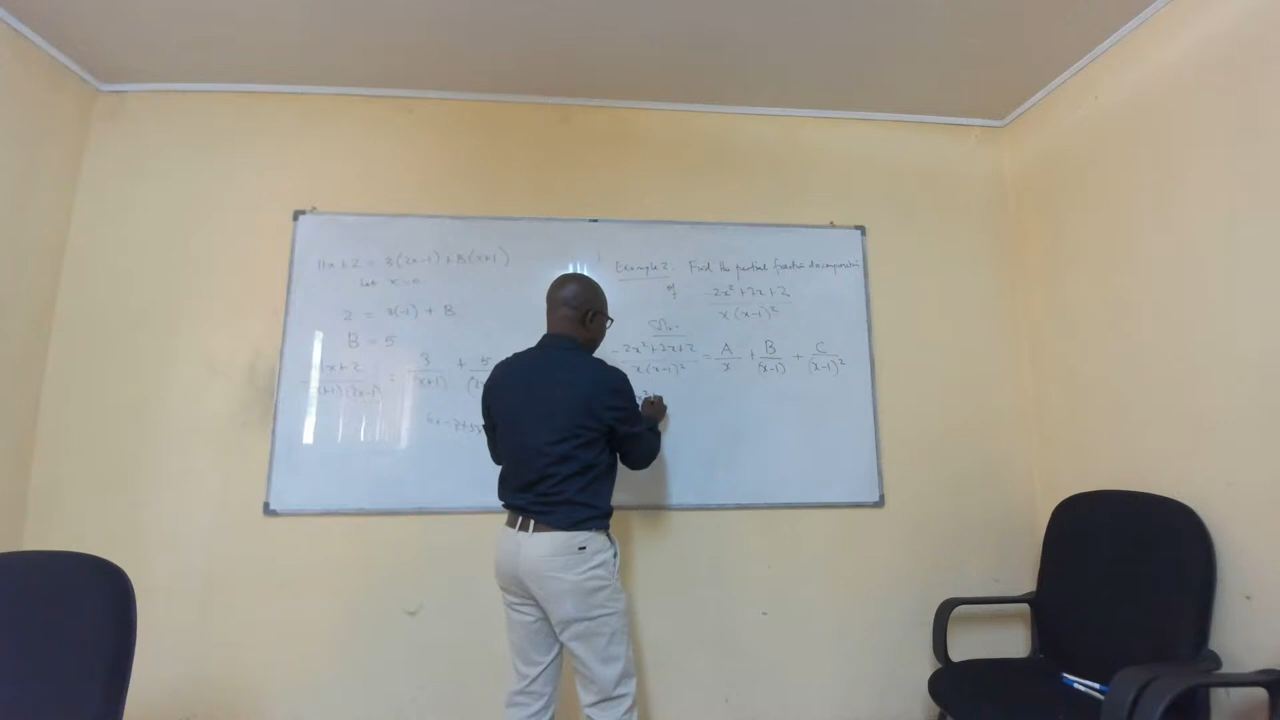 11x+2 = 3(2x-1) + B(x+1)
Let x=0
2 = 3(-1) + B
B = 5
11x+2 / (x+1)(2x-1) = 3 / (x+1) + 5
Example 2: Find the partial fraction decomposition
of -2x²+2x+2 / x(x-1)²
Soln.
-2x²+2x+2 / x(x-1)² = A/x + B/(x-1) + C/(x-1)²
x²